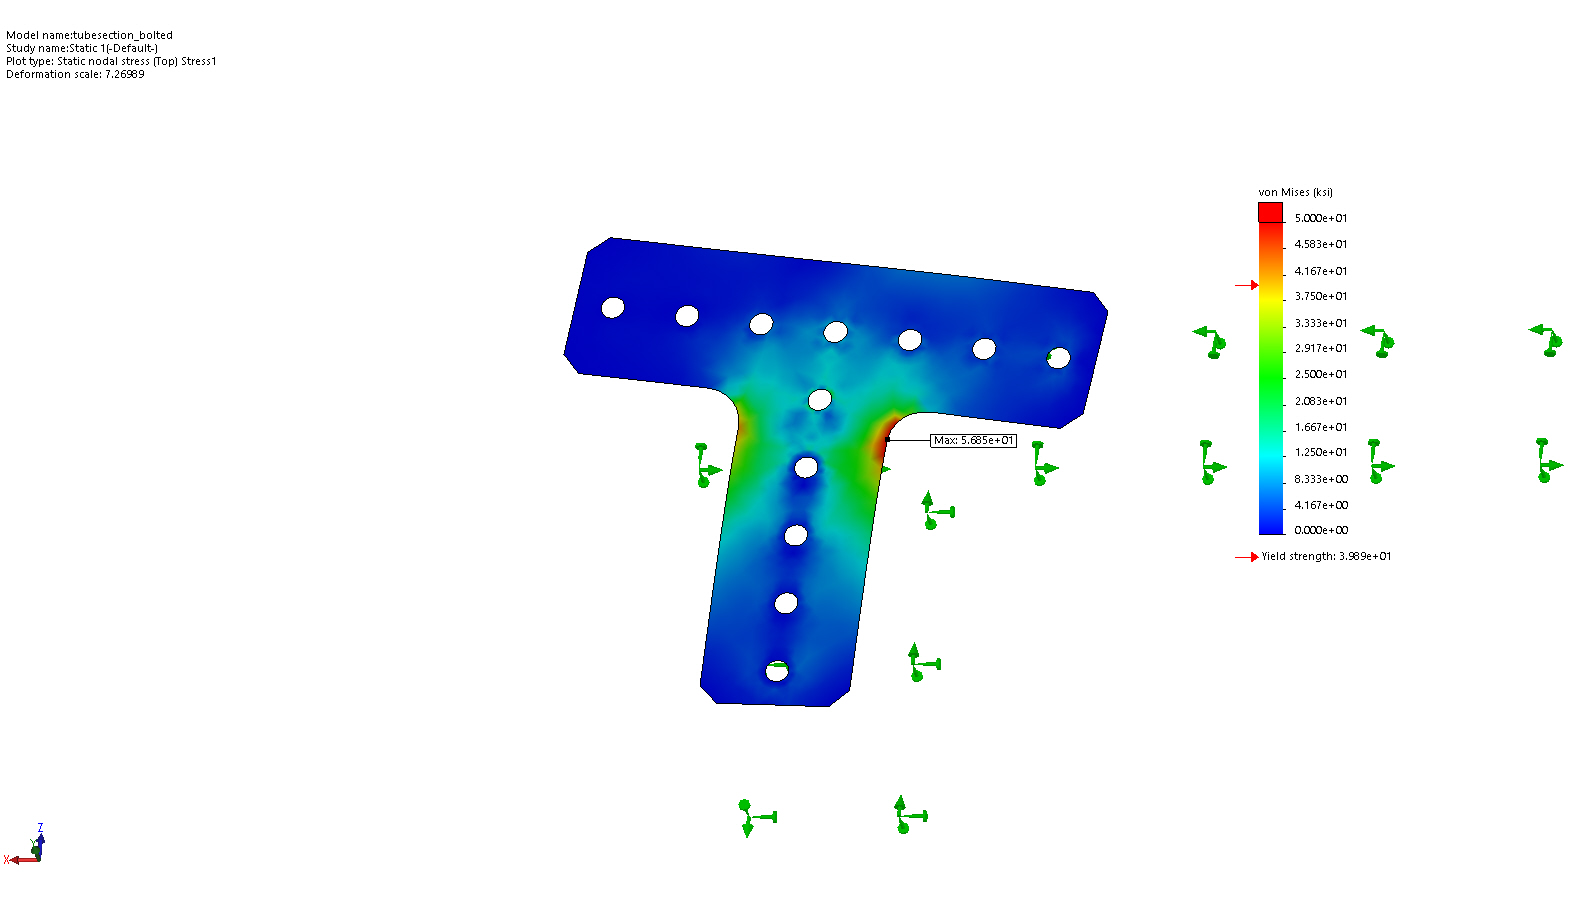 Model name:tubesection_bolted
Study name:Static 1(-Default-)
Plot type: Static nodal stress (Top) Stress1
Deformation scale: 7.26989
von Mises (ksi)
5.000e+01
4.583e+01
4.167e+01
3.750e+01
3.333e+01
2.917e+01
2.500e+01
2.083e+01
1.667e+01
1.250e+01
8.333e+00
4.167e+00
0.000e+00
Yield strength: 3.989e+01
Max: 5.685e+01
Z
Y
X